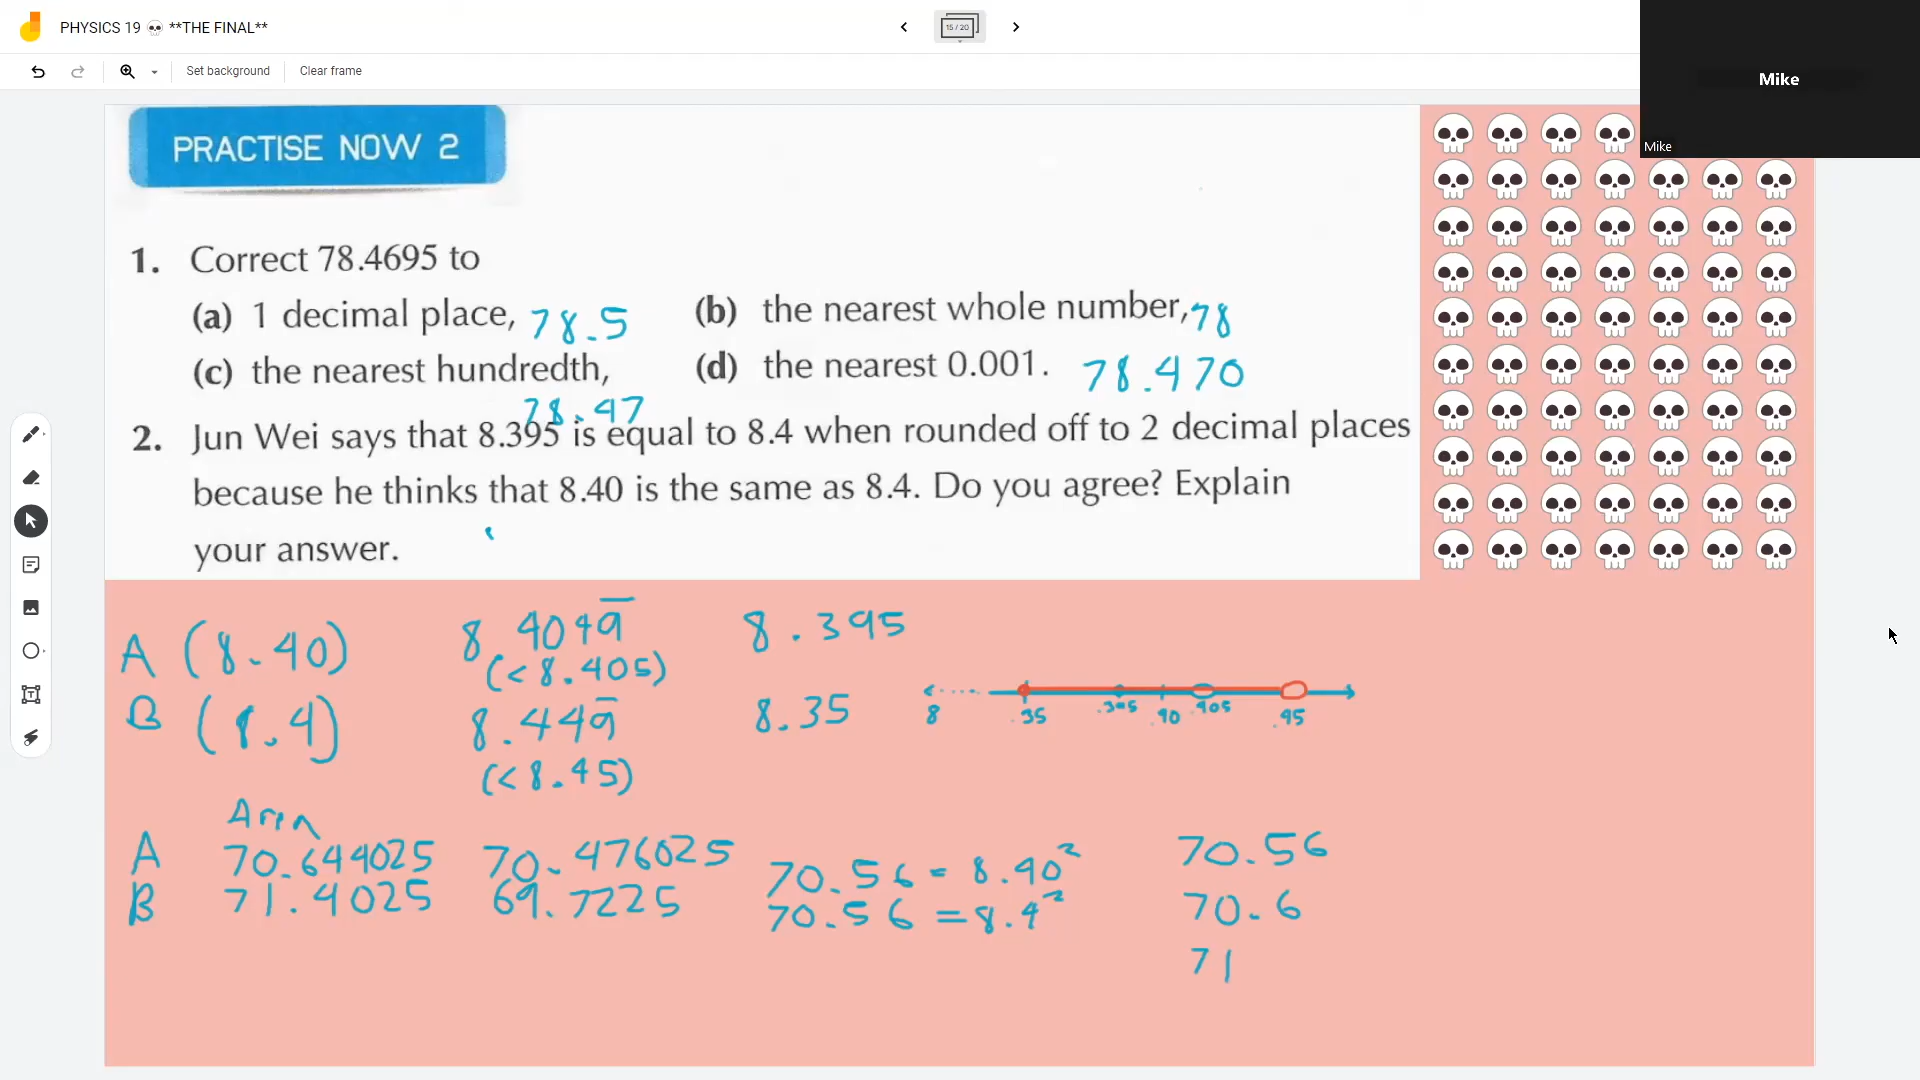 PHYSICS 19 💀 **THE FINAL**
15 / 20
Set background
Clear frame
Mike
Mike
PRACTISE NOW 2
1. Correct 78.4695 to
(a) 1 decimal place, 78.5 (b) the nearest whole number, 78
(c) the nearest hundredth, 78.47 (d) the nearest 0.001. 78.470
2. Jun Wei says that 8.395 is equal to 8.4 when rounded off to 2 decimal places
because he thinks that 8.40 is the same as 8.4. Do you agree? Explain
your answer.
A (8.40) 8.4049̅ 8.395
(<8.405)
B (8.4) 8.449̅ 8.35
(<8.45)
8 .35 .395 .40 .405 .45
Area
A 70.644025 70.476025 70.56 = 8.40² 70.56
B 71.4025 69.7225 70.56 = 8.4² 70.6
71